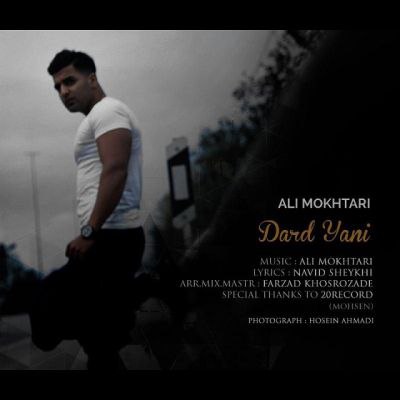 ALI MOKHTARI
Dard Yani
MUSIC : ALI MOKHTARI
LYRICS : NAVID SHEYKHI
ARR.MIX.MASTR : FARZAD KHOSROZADE
SPECIAL THANKS TO 20RECORD
(MOHSEN)
PHOTOGRAPH : HOSEIN AHMADI